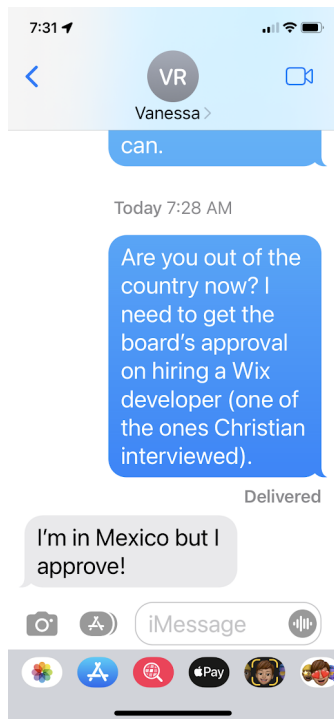 7:31
VR
Vanessa
can.
Today 7:28 AM
Are you out of the
country now? I
need to get the
board’s approval
on hiring a Wix
developer (one of
the ones Christian
interviewed).
Delivered
I’m in Mexico but I
approve!
iMessage
Pay